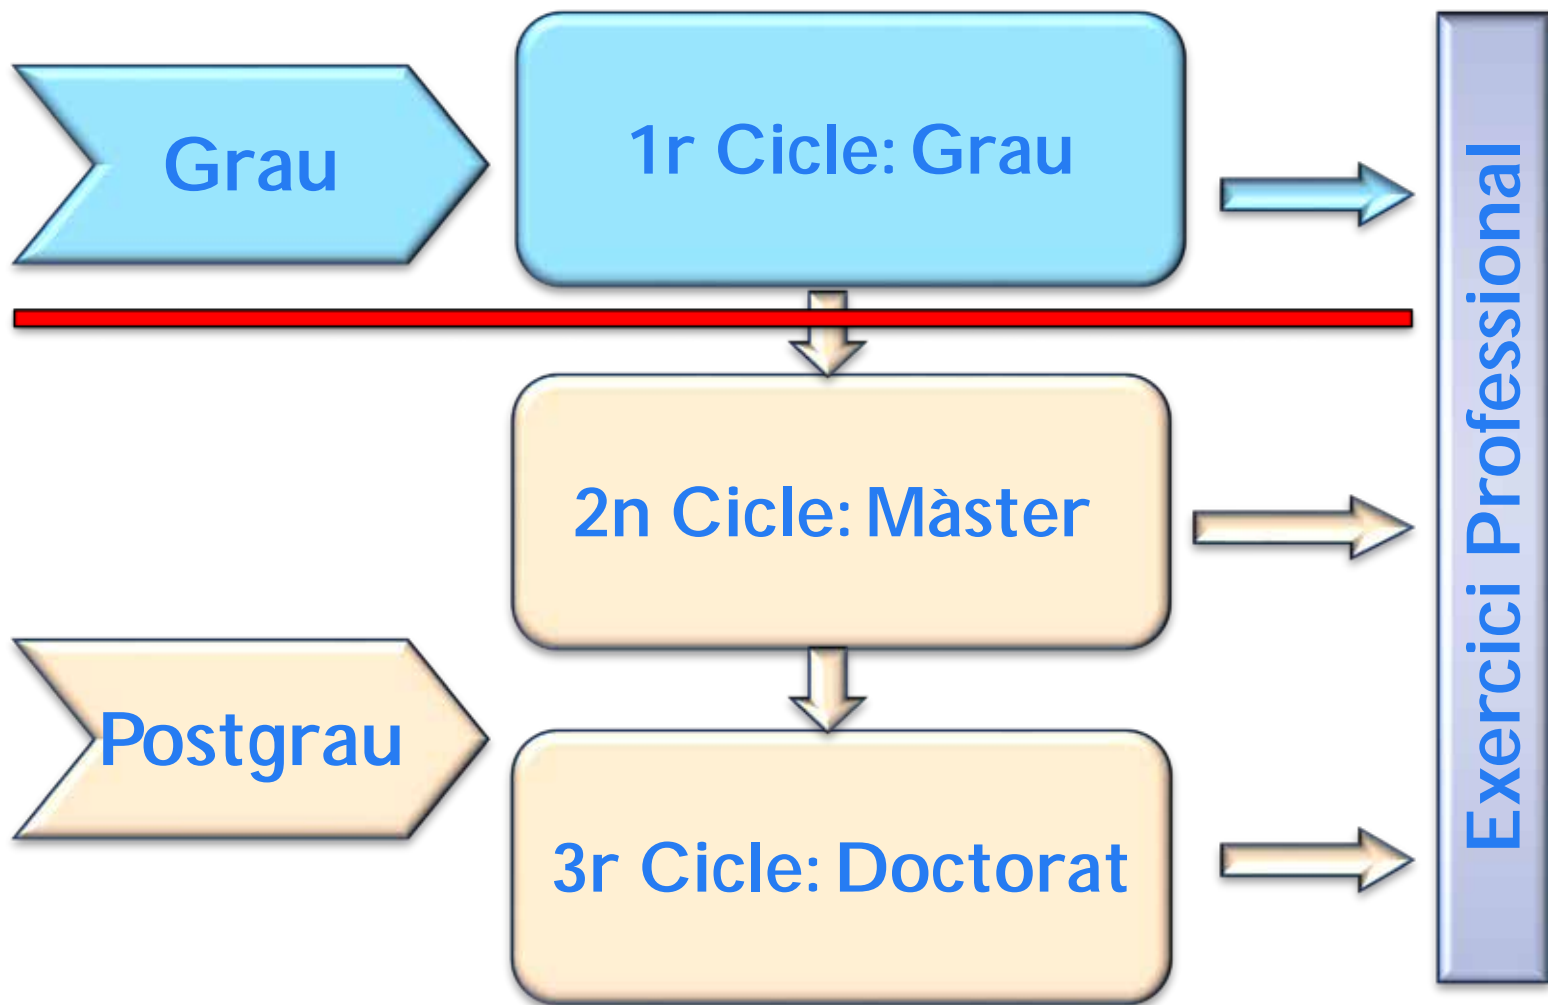 Grau
1r Cicle: Grau
2n Cicle: Màster
Postgrau
3r Cicle: Doctorat
Exercici Professional